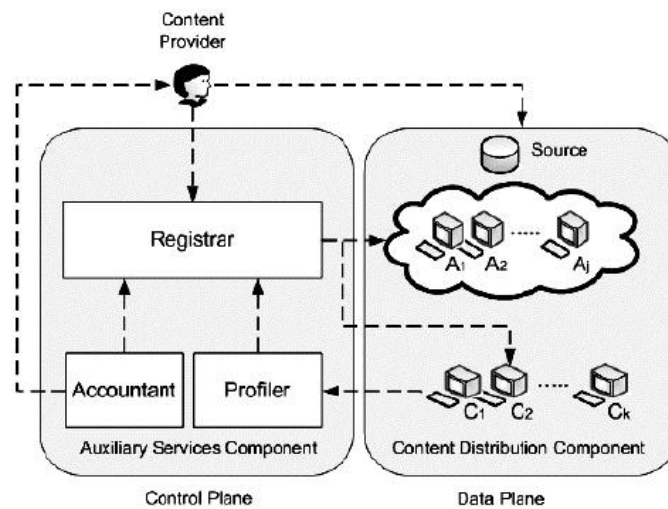 Content
Provider
Source
Registrar
A1 A2 ..... Aj
Accountant
Profiler
C1 C2 ..... Ck
Auxiliary Services Component
Content Distribution Component
Control Plane
Data Plane